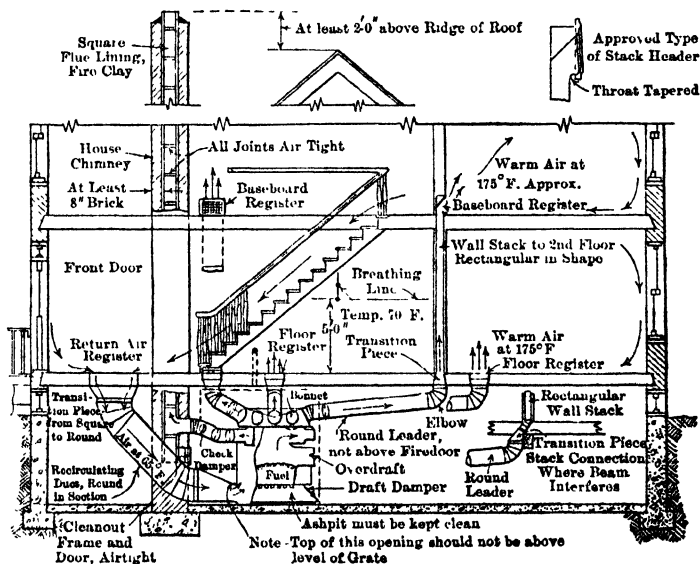 At least 2'0" above Ridge of Roof
Square
Flue Lining,
Fire Clay
Approved Type
of Stack Header
Throat Tapered
House
Chimney
All Joints Air Tight
At Least
8" Brick
Baseboard
Register
Warm Air at
175°F. Approx.
Baseboard Register
Wall Stack to 2nd Floor
Rectangular in Shape
Front Door
Breathing
Line
Temp. 70 F.
5'0"
Floor
Register
Transition
Piece
Warm Air
at 175°F
Floor Register
Return Air
Register
Transi-
tion Piece
from Square
to Round
Air at 65°F
Recirculating
Duct, Round
in Section
Bonnet
Check
Damper
Fuel
Round Leader,
not above Firedoor
Overdraft
Draft Damper
Elbow
Rectangular
Wall Stack
Transition Piece
Stack Connection
Where Beam
Interferes
Round
Leader
Ashpit must be kept clean
Cleanout
Frame and
Door, Airtight
Note - Top of this opening should not be above
level of Grate